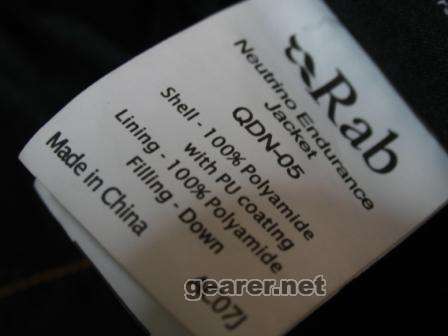 Rab
Neutrino Endurance
Jacket
QDN-05
Shell - 100% Polyamide
with PU coating
Lining - 100% Polyamide
Filling - Down
Made in China
gearer.net